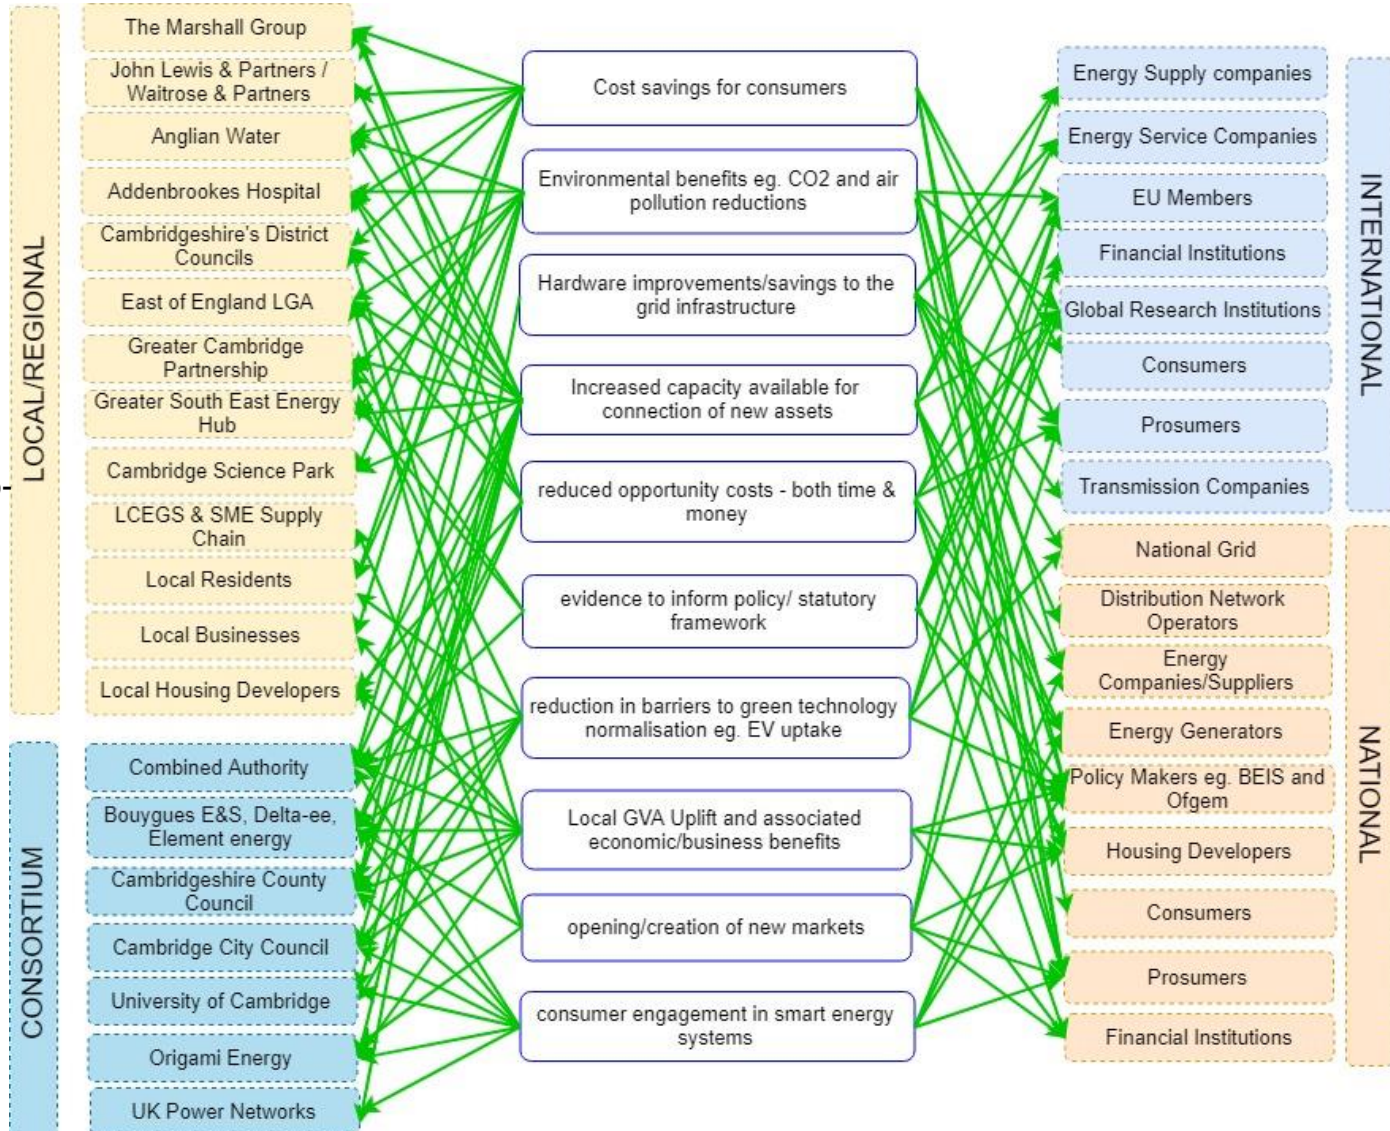 LOCAL/REGIONAL
The Marshall Group
John Lewis & Partners /
Waitrose & Partners
Anglian Water
Addenbrookes Hospital
Cambridgeshire's District
Councils
East of England LGA
Greater Cambridge
Partnership
Greater South East Energy
Hub
Cambridge Science Park
LCEGS & SME Supply
Chain
Local Residents
Local Businesses
Local Housing Developers
CONSORTIUM
Combined Authority
Bouygues E&S, Delta-ee,
Element energy
Cambridgeshire County
Council
Cambridge City Council
University of Cambridge
Origami Energy
UK Power Networks
Cost savings for consumers
Environmental benefits eg. CO2 and air
pollution reductions
Hardware improvements/savings to the
grid infrastructure
Increased capacity available for
connection of new assets
reduced opportunity costs - both time &
money
evidence to inform policy/ statutory
framework
reduction in barriers to green technology
normalisation eg. EV uptake
Local GVA Uplift and associated
economic/business benefits
opening/creation of new markets
consumer engagement in smart energy
systems
Energy Supply companies
Energy Service Companies
EU Members
Financial Institutions
Global Research Institutions
Consumers
Prosumers
Transmission Companies
INTERNATIONAL
National Grid
Distribution Network
Operators
Energy
Companies/Suppliers
Energy Generators
Policy Makers eg. BEIS and
Ofgem
Housing Developers
Consumers
Prosumers
Financial Institutions
NATIONAL